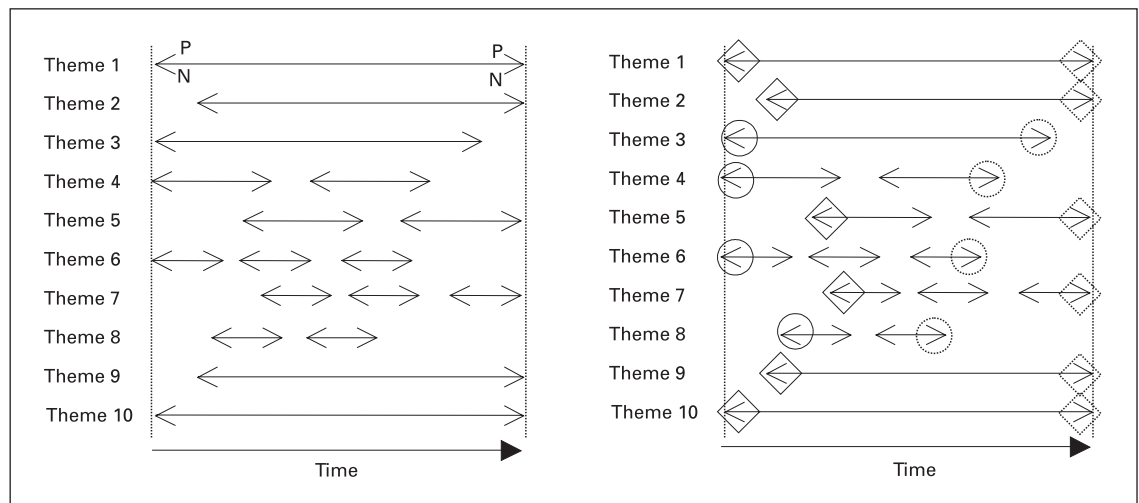 P P
Theme 1
N N
Theme 2
Theme 3
Theme 4
Theme 5
Theme 6
Theme 7
Theme 8
Theme 9
Theme 10
Time
Theme 1
Theme 2
Theme 3
Theme 4
Theme 5
Theme 6
Theme 7
Theme 8
Theme 9
Theme 10
Time